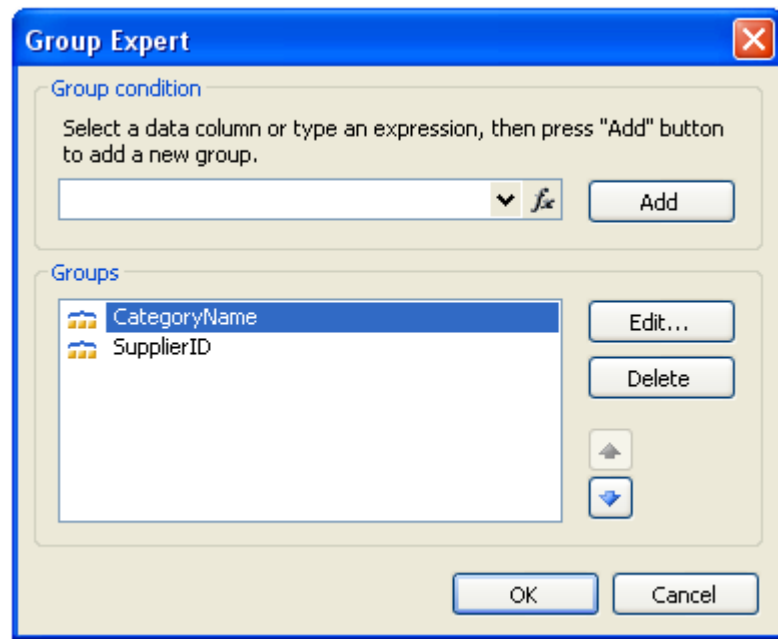 Group Expert
Group condition
Select a data column or type an expression, then press "Add" button
to add a new group.
fx
Add
Groups
CategoryName
SupplierID
Edit...
Delete
OK
Cancel